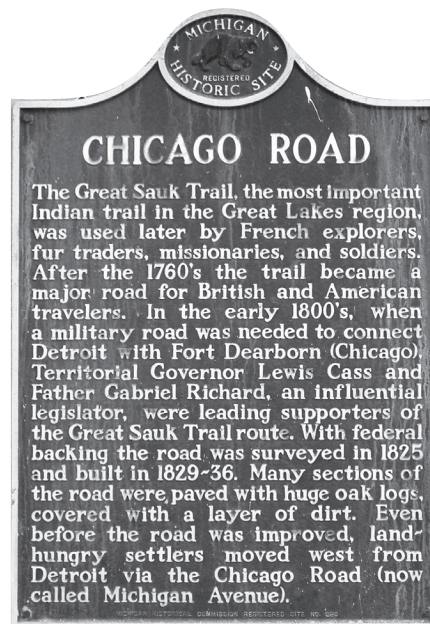 MICHIGAN
REGISTERED
HISTORIC SITE
CHICAGO ROAD
The Great Sauk Trail, the most important
Indian trail in the Great Lakes region,
was used later by French explorers,
fur traders, missionaries, and soldiers.
After the 1760's the trail became a
major road for British and American
travelers. In the early 1800's, when
a military road was needed to connect
Detroit with Fort Dearborn (Chicago),
Territorial Governor Lewis Cass and
Father Gabriel Richard, an influential
legislator, were leading supporters of
the Great Sauk Trail route. With federal
backing the road was surveyed in 1825
and built in 1829-36. Many sections of
the road were paved with huge oak logs,
covered with a layer of dirt. Even
before the road was improved, land-
hungry settlers moved west from
Detroit via the Chicago Road (now
called Michigan Avenue).
MICHIGAN HISTORICAL COMMISSION REGISTERED SITE NO.